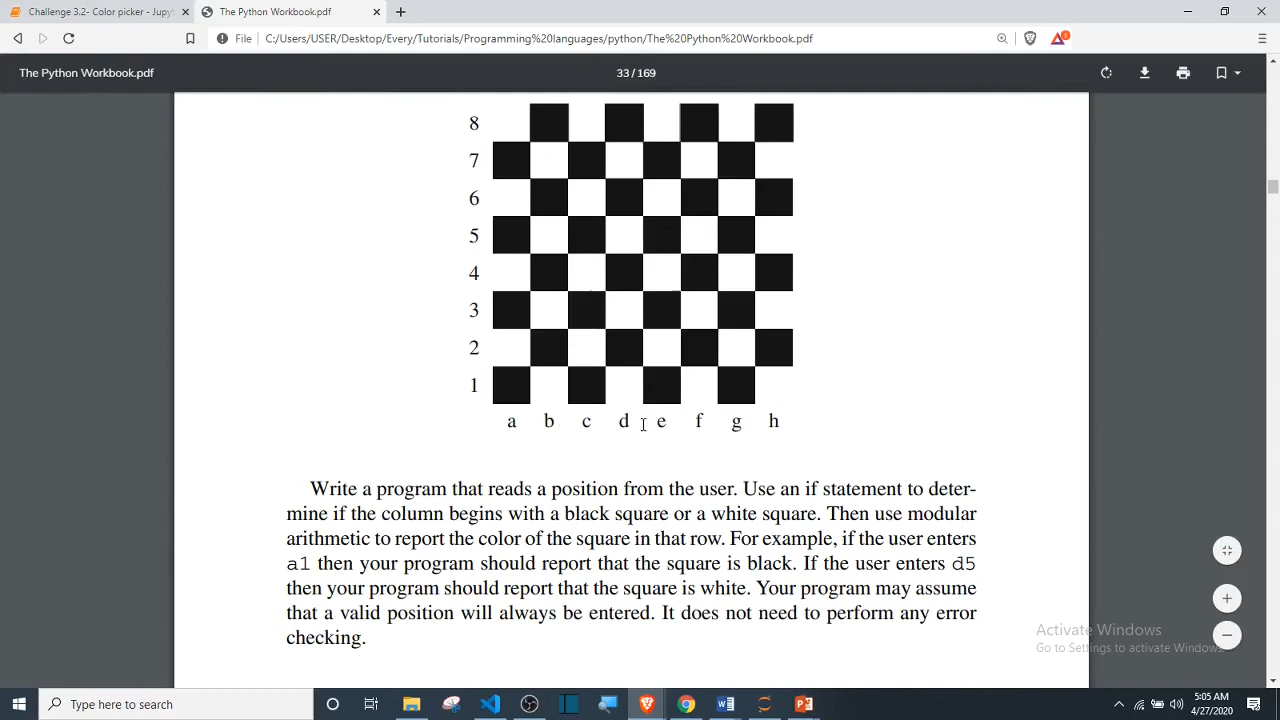 Challenge 3.2- Color picker - Jupy
The Python Workbook.pdf
File
C:/Users/USER/Desktop/Every/Tutorials/Programming%20languages/python/The%20Python%20Workbook.pdf
1
The Python Workbook.pdf
33 / 169
8
7
6
5
4
3
2
1
a b c d e f g h
Write a program that reads a position from the user. Use an if statement to deter-
mine if the column begins with a black square or a white square. Then use modular
arithmetic to report the color of the square in that row. For example, if the user enters
a1 then your program should report that the square is black. If the user enters d5
then your program should report that the square is white. Your program may assume
that a valid position will always be entered. It does not need to perform any error
checking.
Activate Windows
Go to Settings to activate Windows.
Type here to search
5:05 AM
4/27/2020